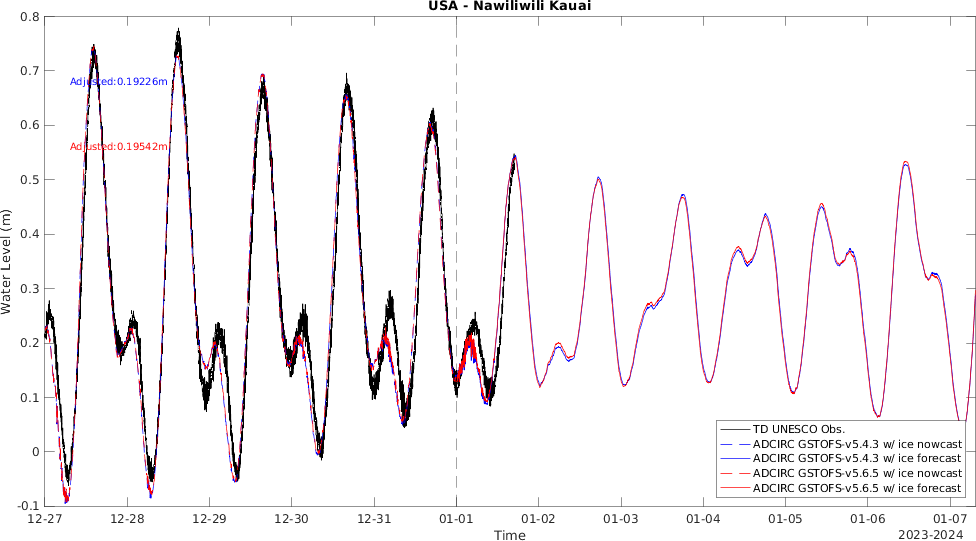 USA - Nawiliwili Kauai
0.8
0.7
0.6
0.5
0.4
0.3
0.2
0.1
0
-0.1
Water Level (m)
Adjusted:0.19226m
Adjusted:0.19542m
TD UNESCO Obs.
ADCIRC GSTOFS-v5.4.3 w/ ice nowcast
ADCIRC GSTOFS-v5.4.3 w/ ice forecast
ADCIRC GSTOFS-v5.6.5 w/ ice nowcast
ADCIRC GSTOFS-v5.6.5 w/ ice forecast
12-27 12-28 12-29 12-30 12-31 01-01 01-02 01-03 01-04 01-05 01-06 01-07
Time
2023-2024